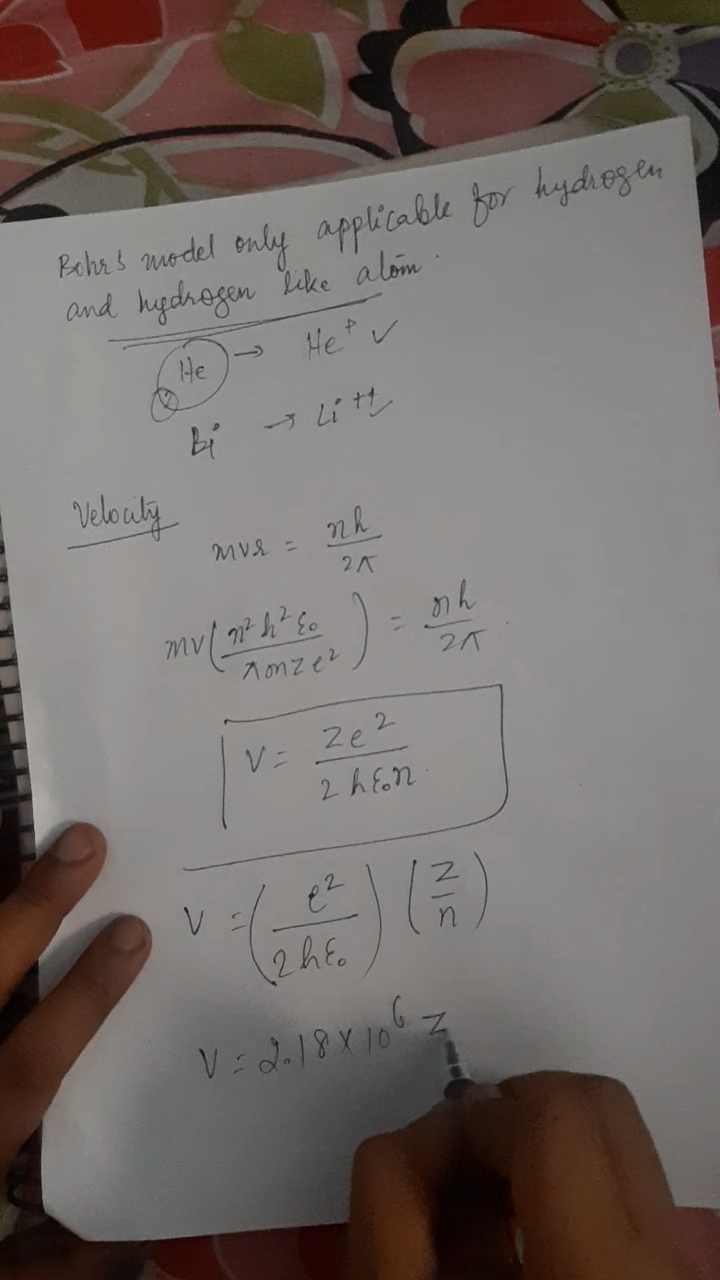 Bohr's model only applicable for hydrogen
and hydrogen like atom.
He → He⁺ ✓
→ Li⁺⁺
Velocity
mvr = nh/2π
mv(n²h²ε₀/πmze²) = nh/2π
V = Ze²/2hε₀n
V = (e²/2hε₀) (Z/n)
V = 2.18 × 10⁶ Z